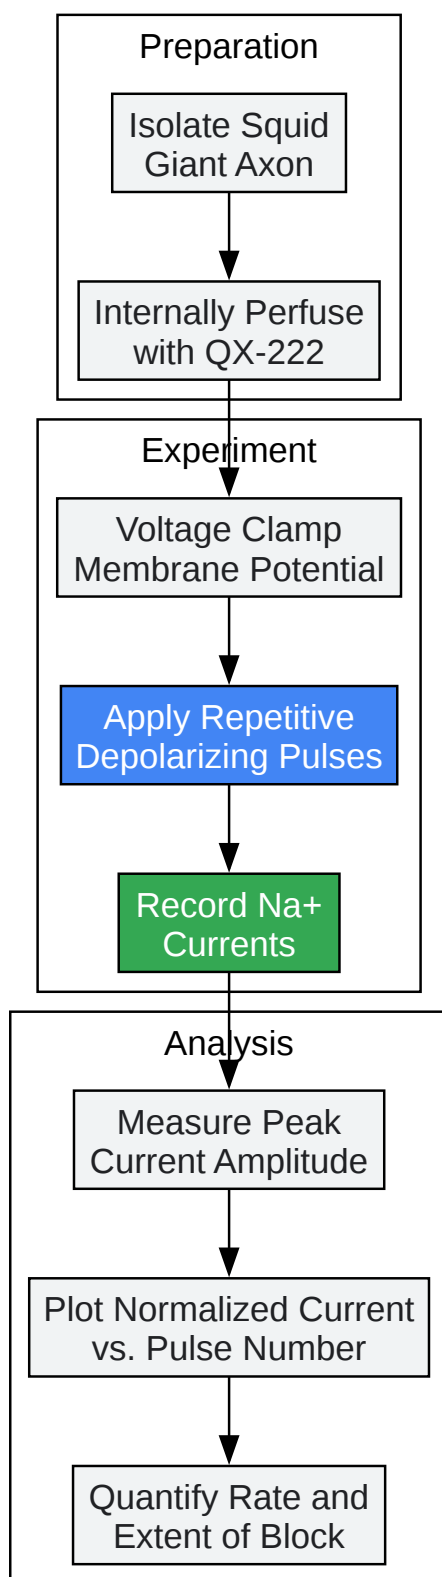 Preparation
Isolate Squid
Giant Axon
Internally Perfuse
with QX-222
Experiment
Voltage Clamp
Membrane Potential
Apply Repetitive
Depolarizing Pulses
Record Na+
Currents
Analysis
Measure Peak
Current Amplitude
Plot Normalized Current
vs. Pulse Number
Quantify Rate and
Extent of Block